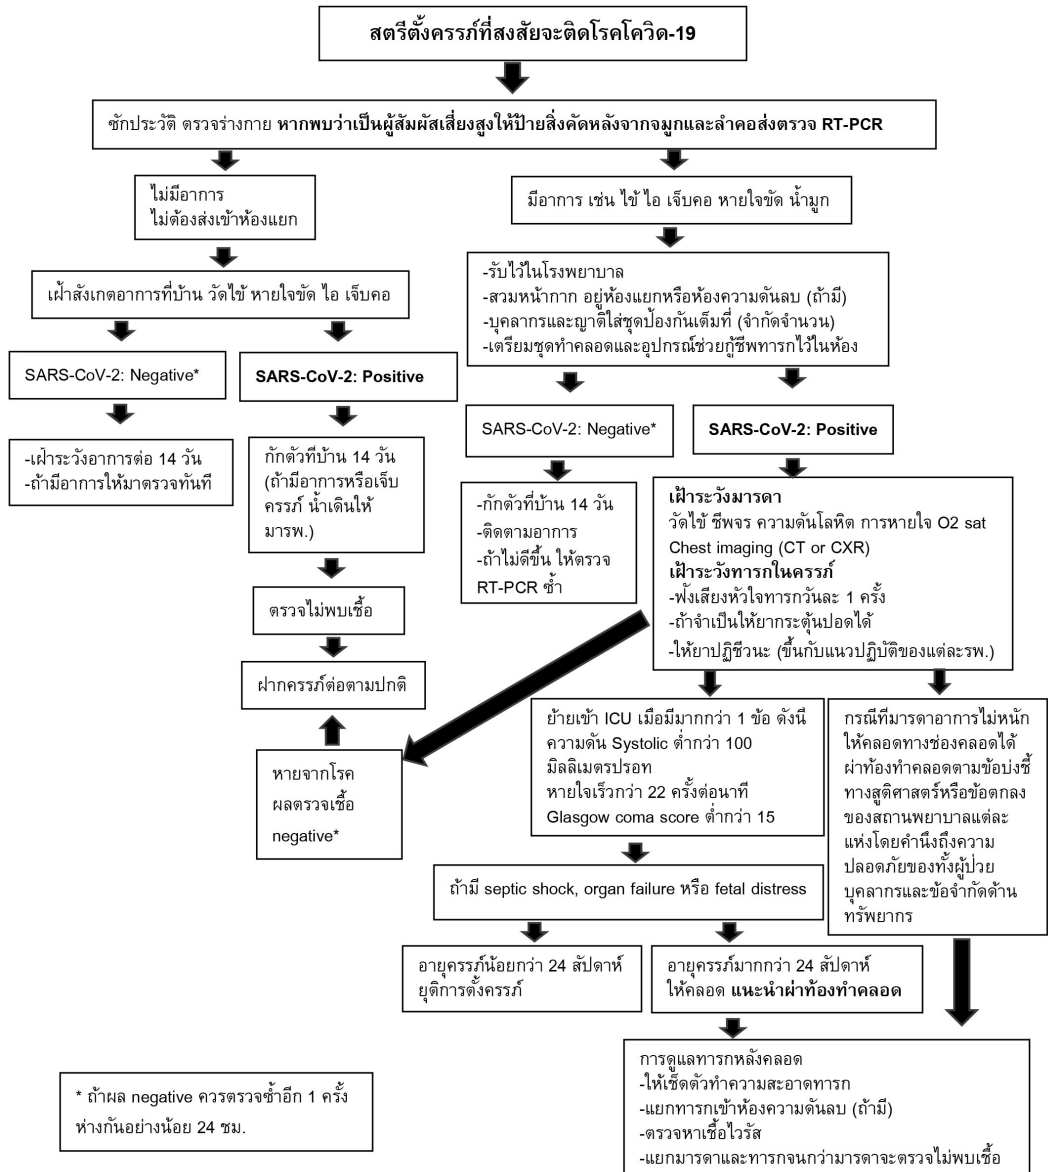 สตรีตั้งครรภ์ที่สงสัยจะติดโรคโควิด-19
ซักประวัติ ตรวจร่างกาย หากพบว่าเป็นผู้สัมผัสเสี่ยงสูงให้ป้ายสิ่งคัดหลังจากจมูกและลำคอส่งตรวจ RT-PCR
ไม่มีอาการ
ไม่ต้องส่งเข้าห้องแยก
มีอาการ เช่น ไข้ ไอ เจ็บคอ หายใจขัด น้ำมูก
เฝ้าสังเกตอาการที่บ้าน วัดไข้ หายใจขัด ไอ เจ็บคอ
-รับไว้ในโรงพยาบาล
-สวมหน้ากาก อยู่ห้องแยกหรือห้องความดันลบ (ถ้ามี)
-บุคลากรและญาติใส่ชุดป้องกันเต็มที่ (จำกัดจำนวน)
-เตรียมชุดทำคลอดและอุปกรณ์ช่วยกู้ชีพทารกไว้ในห้อง
SARS-CoV-2: Negative*
SARS-CoV-2: Positive
SARS-CoV-2: Negative*
SARS-CoV-2: Positive
-เฝ้าระวังอาการต่อ 14 วัน
-ถ้ามีอาการให้มาตรวจทันที
กักตัวที่บ้าน 14 วัน
(ถ้ามีอาการหรือเจ็บ
ครรภ์ น้ำเดินให้
มารพ.)
-กักตัวที่บ้าน 14 วัน
-ติดตามอาการ
-ถ้าไม่ดีขึ้น ให้ตรวจ
RT-PCR ซ้ำ
เฝ้าระวังมารดา
วัดไข้ ชีพจร ความดันโลหิต การหายใจ O2 sat
Chest imaging (CT or CXR)
เฝ้าระวังทารกในครรภ์
-ฟังเสียงหัวใจทารกวันละ 1 ครั้ง
-ถ้าจำเป็นให้ยากระตุ้นปอดได้
-ให้ยาปฏิชีวนะ (ขึ้นกับแนวปฏิบัติของแต่ละรพ.)
ตรวจไม่พบเชื้อ
ฝากครรภ์ต่อตามปกติ
หายจากโรค
ผลตรวจเชื้อ
negative*
ย้ายเข้า ICU เมื่อมีมากกว่า 1 ข้อ ดังนี้
ความดัน Systolic ต่ำกว่า 100
มิลลิเมตรปรอท
หายใจเร็วกว่า 22 ครั้งต่อนาที
Glasgow coma score ต่ำกว่า 15
กรณีที่มารดาอาการไม่หนัก
ให้คลอดทางช่องคลอดได้
ผ่าท้องทำคลอดตามข้อบ่งชี้
ทางสูติศาสตร์หรือข้อตกลง
ของสถานพยาบาลแต่ละ
แห่งโดยคำนึงถึงความ
ปลอดภัยของทั้งผู้ป่วย
บุคลากรและข้อจำกัดด้าน
ทรัพยากร
ถ้ามี septic shock, organ failure หรือ fetal distress
อายุครรภ์น้อยกว่า 24 สัปดาห์
ยุติการตั้งครรภ์
อายุครรภ์มากกว่า 24 สัปดาห์
ให้คลอด แนะนำผ่าท้องทำคลอด
การดูแลทารกหลังคลอด
-ให้เช็ดตัวทำความสะอาดทารก
-แยกทารกเข้าห้องความดันลบ (ถ้ามี)
-ตรวจหาเชื้อไวรัส
-แยกมารดาและทารกจนกว่ามารดาจะตรวจไม่พบเชื้อ
* ถ้าผล negative ควรตรวจซ้ำอีก 1 ครั้ง
ห่างกันอย่างน้อย 24 ชม.